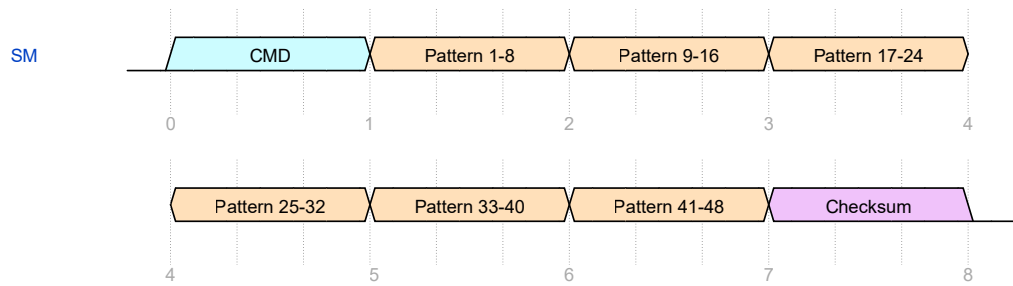 SM CMD Pattern 1-8 Pattern 9-16 Pattern 17-24
0 1 2 3 4
Pattern 25-32 Pattern 33-40 Pattern 41-48 Checksum
4 5 6 7 8